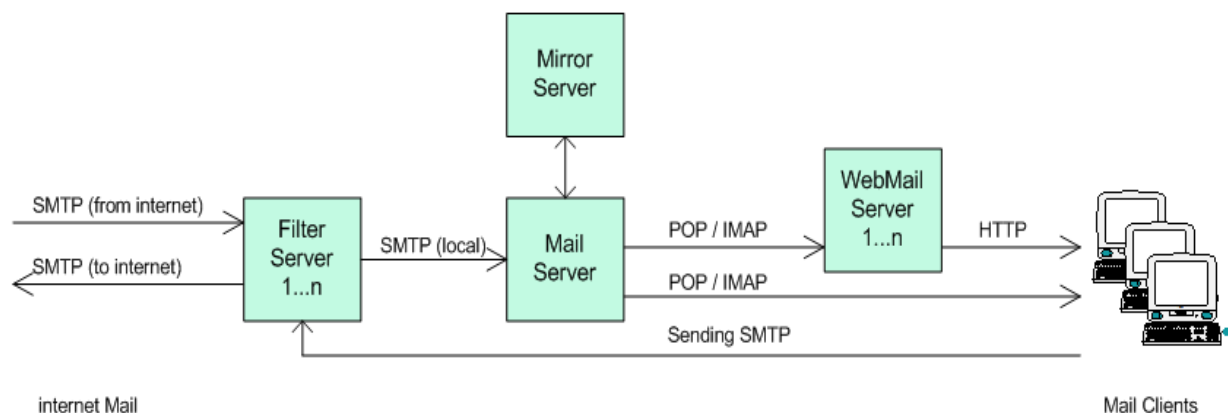 Mirror
Server
SMTP (from internet)
SMTP (to internet)
Filter
Server
1...n
SMTP (local)
Mail
Server
POP / IMAP
WebMail
Server
1...n
HTTP
POP / IMAP
Sending SMTP
internet Mail
Mail Clients